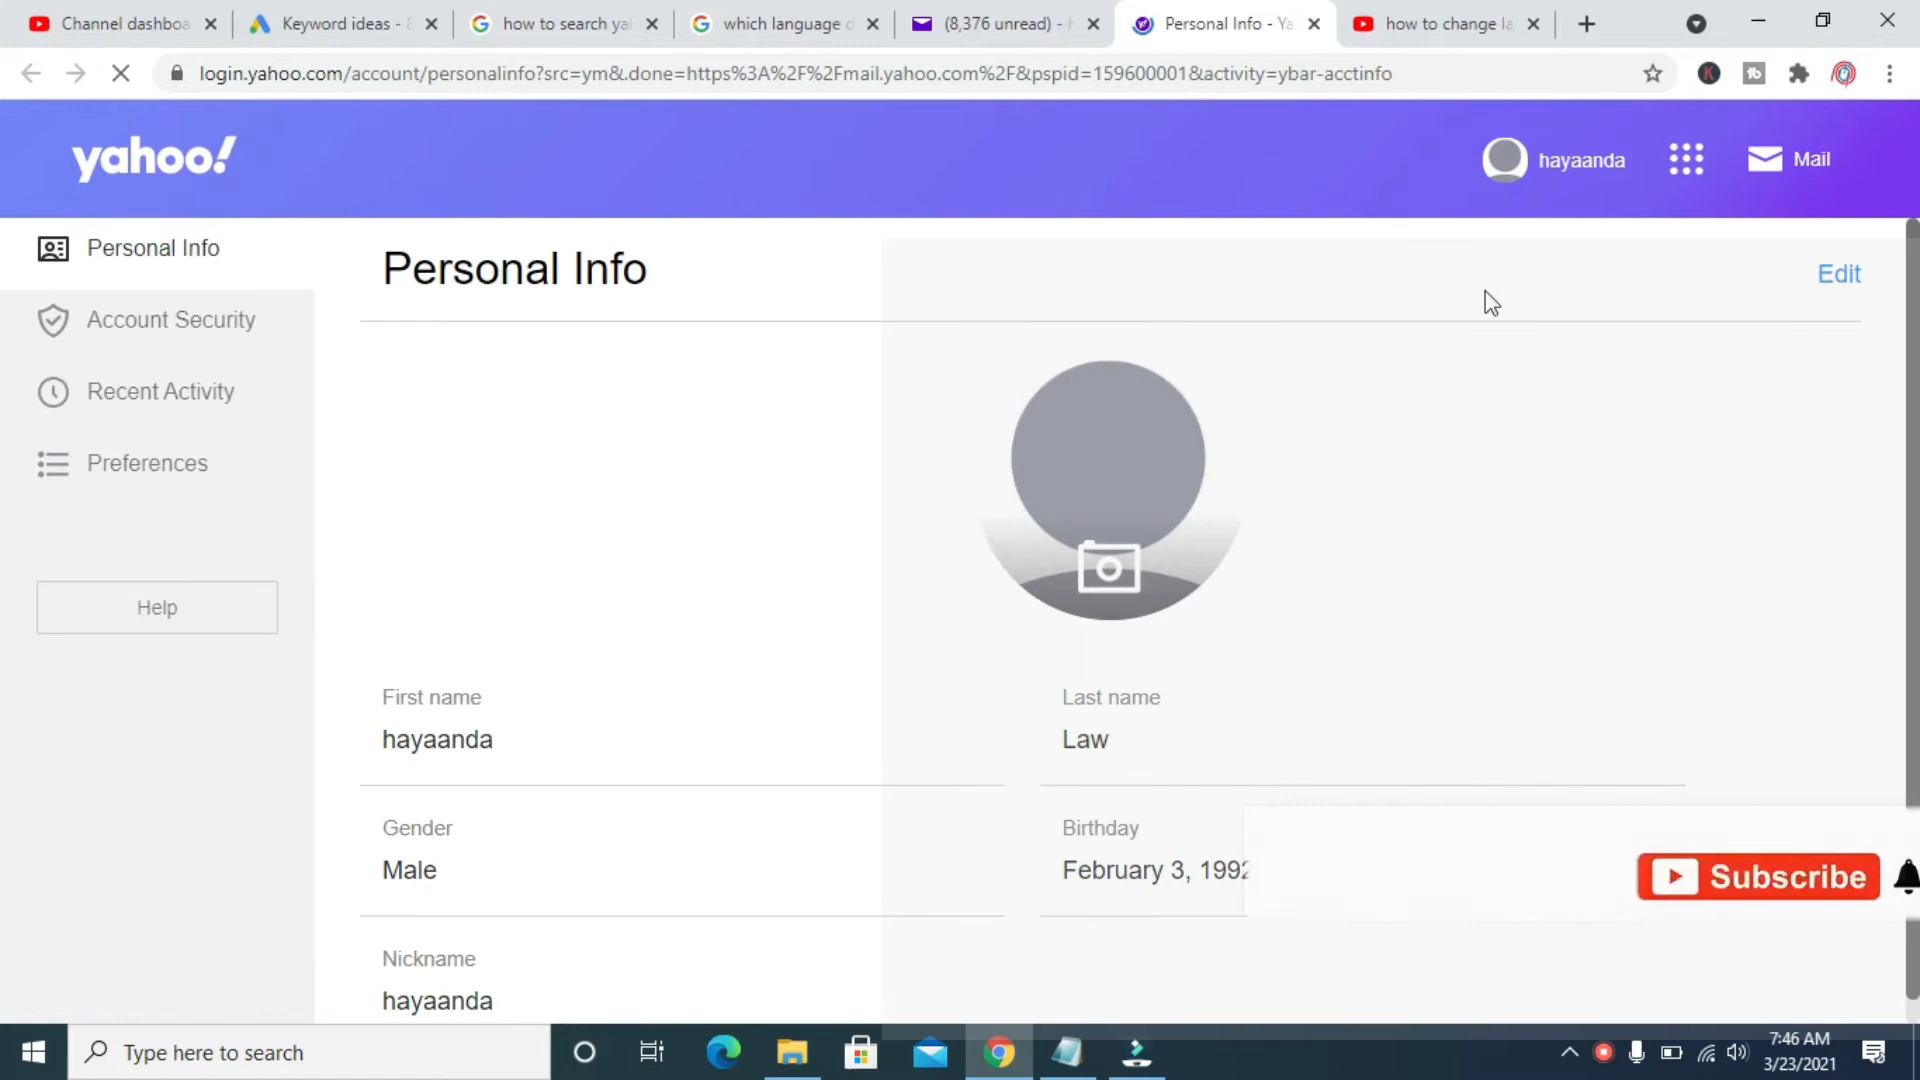 Channel dashboa
Keyword ideas - 8
how to search ya
which language d
(8,376 unread) - h
Personal Info - Ya
how to change la
login.yahoo.com/account/personalinfo?src=ym&.done=https%3A%2F%2Fmail.yahoo.com%2F&pspid=159600001&activity=ybar-acctinfo
yahoo!
hayaanda
Mail
Personal Info
Account Security
Recent Activity
Preferences
Help
Personal Info
Edit
First name
hayaanda
Last name
Law
Gender
Male
Birthday
February 3, 1992
Nickname
hayaanda
Subscribe
Type here to search
7:46 AM
3/23/2021